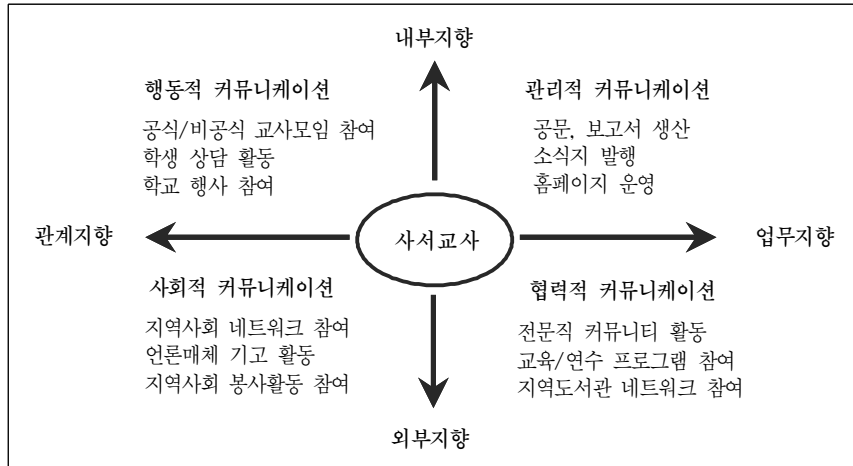 내부지향
행동적 커뮤니케이션
공식/비공식 교사모임 참여
학생 상담 활동
학교 행사 참여
관리적 커뮤니케이션
공문, 보고서 생산
소식지 발행
홈페이지 운영
관계지향
사서교사
업무지향
사회적 커뮤니케이션
지역사회 네트워크 참여
언론매체 기고 활동
지역사회 봉사활동 참여
협력적 커뮤니케이션
전문직 커뮤니티 활동
교육/연수 프로그램 참여
지역도서관 네트워크 참여
외부지향